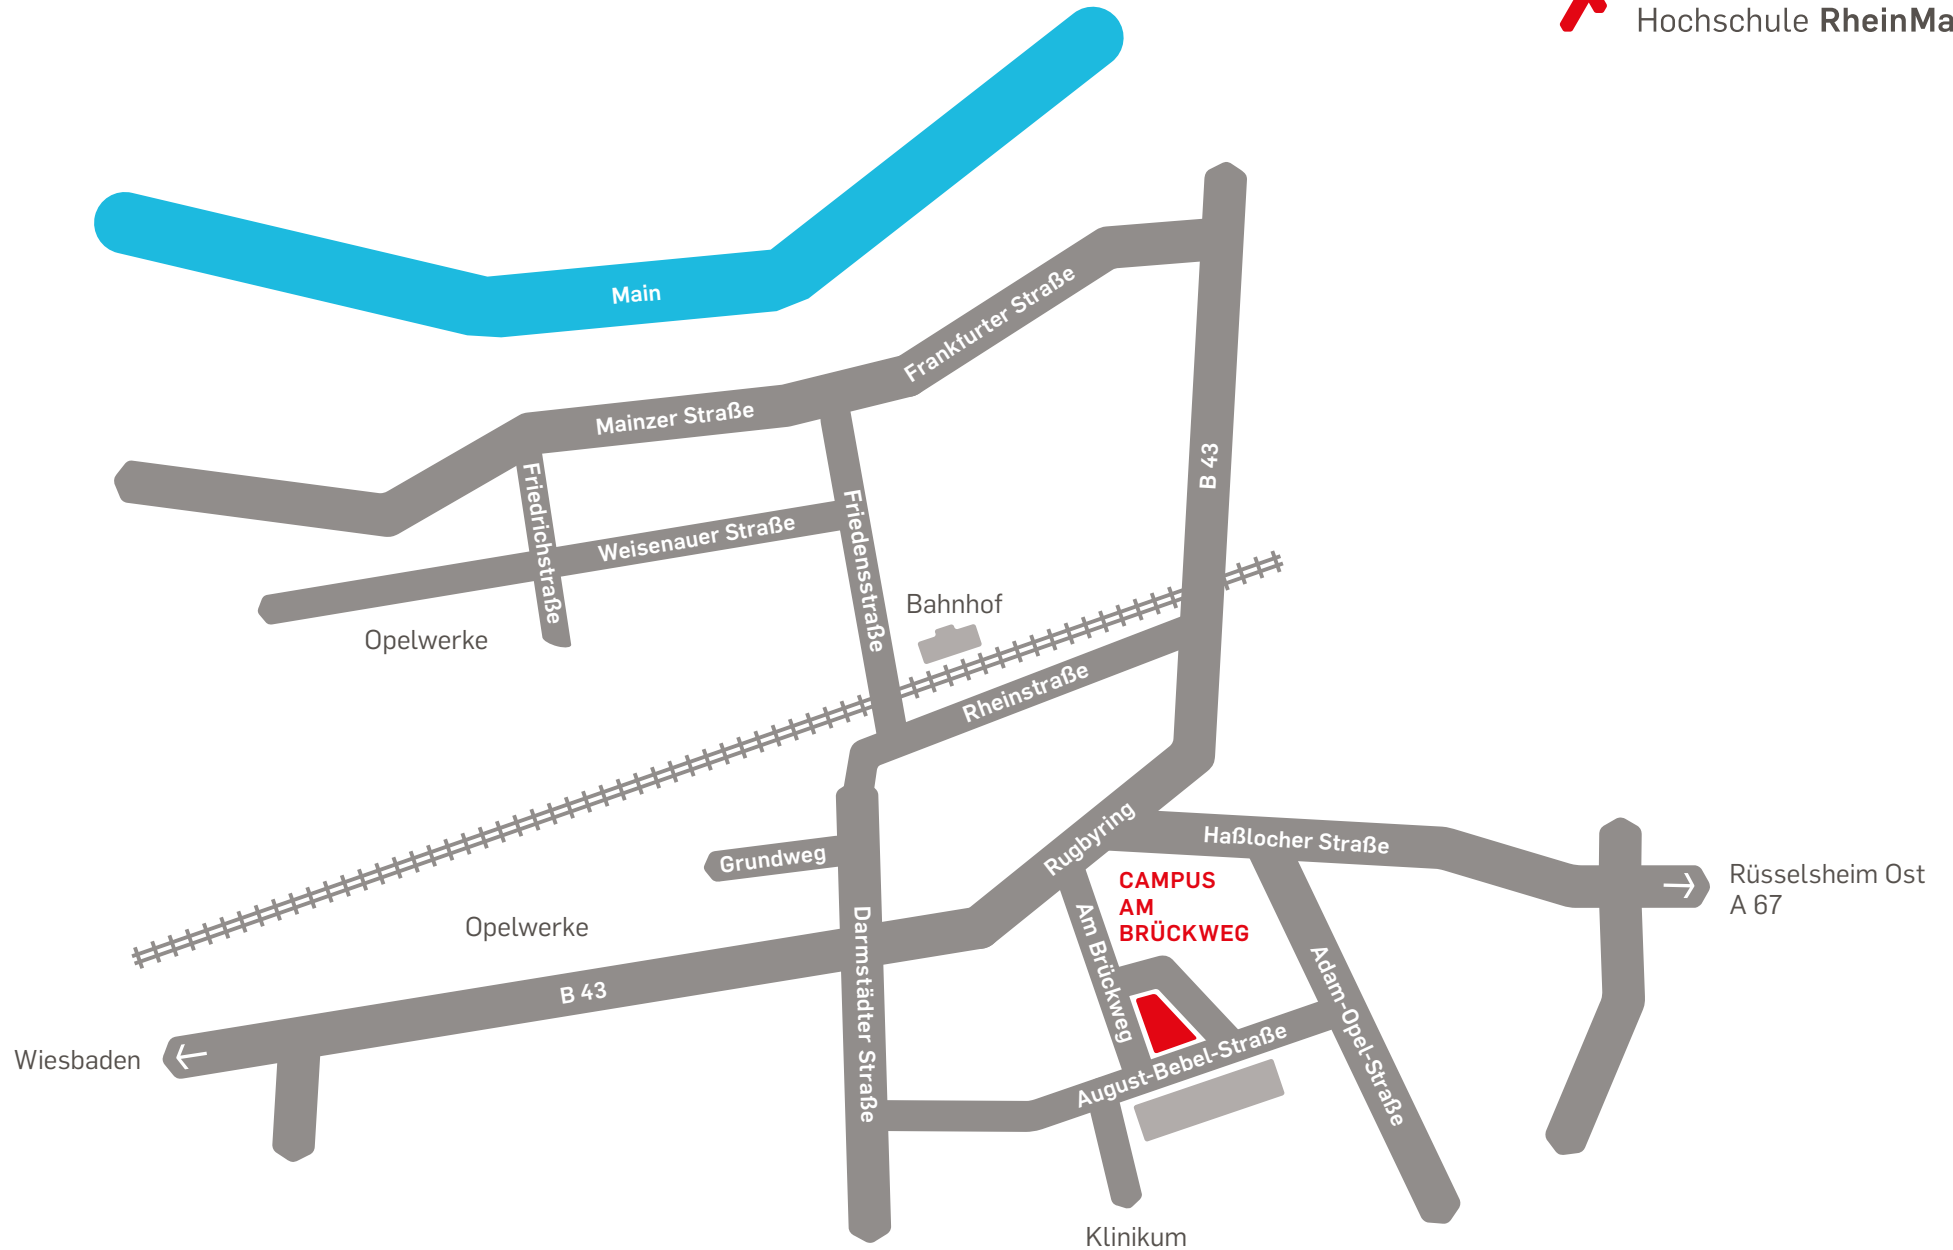 Hochschule RheinMa
Main
Frankfurter Straße
Mainzer Straße
B 43
Friedrichstraße
Weisenauer Straße
Friedensstraße
Bahnhof
Opelwerke
Rheinstraße
Rugbyring
Haßlocher Straße
Grundweg
CAMPUS
AM
BRÜCKWEG
Rüsselsheim Ost
A 67
Opelwerke
Darmstädter Straße
Am Brückweg
Adam-Opel-Straße
B 43
Wiesbaden
August-Bebel-Straße
Klinikum